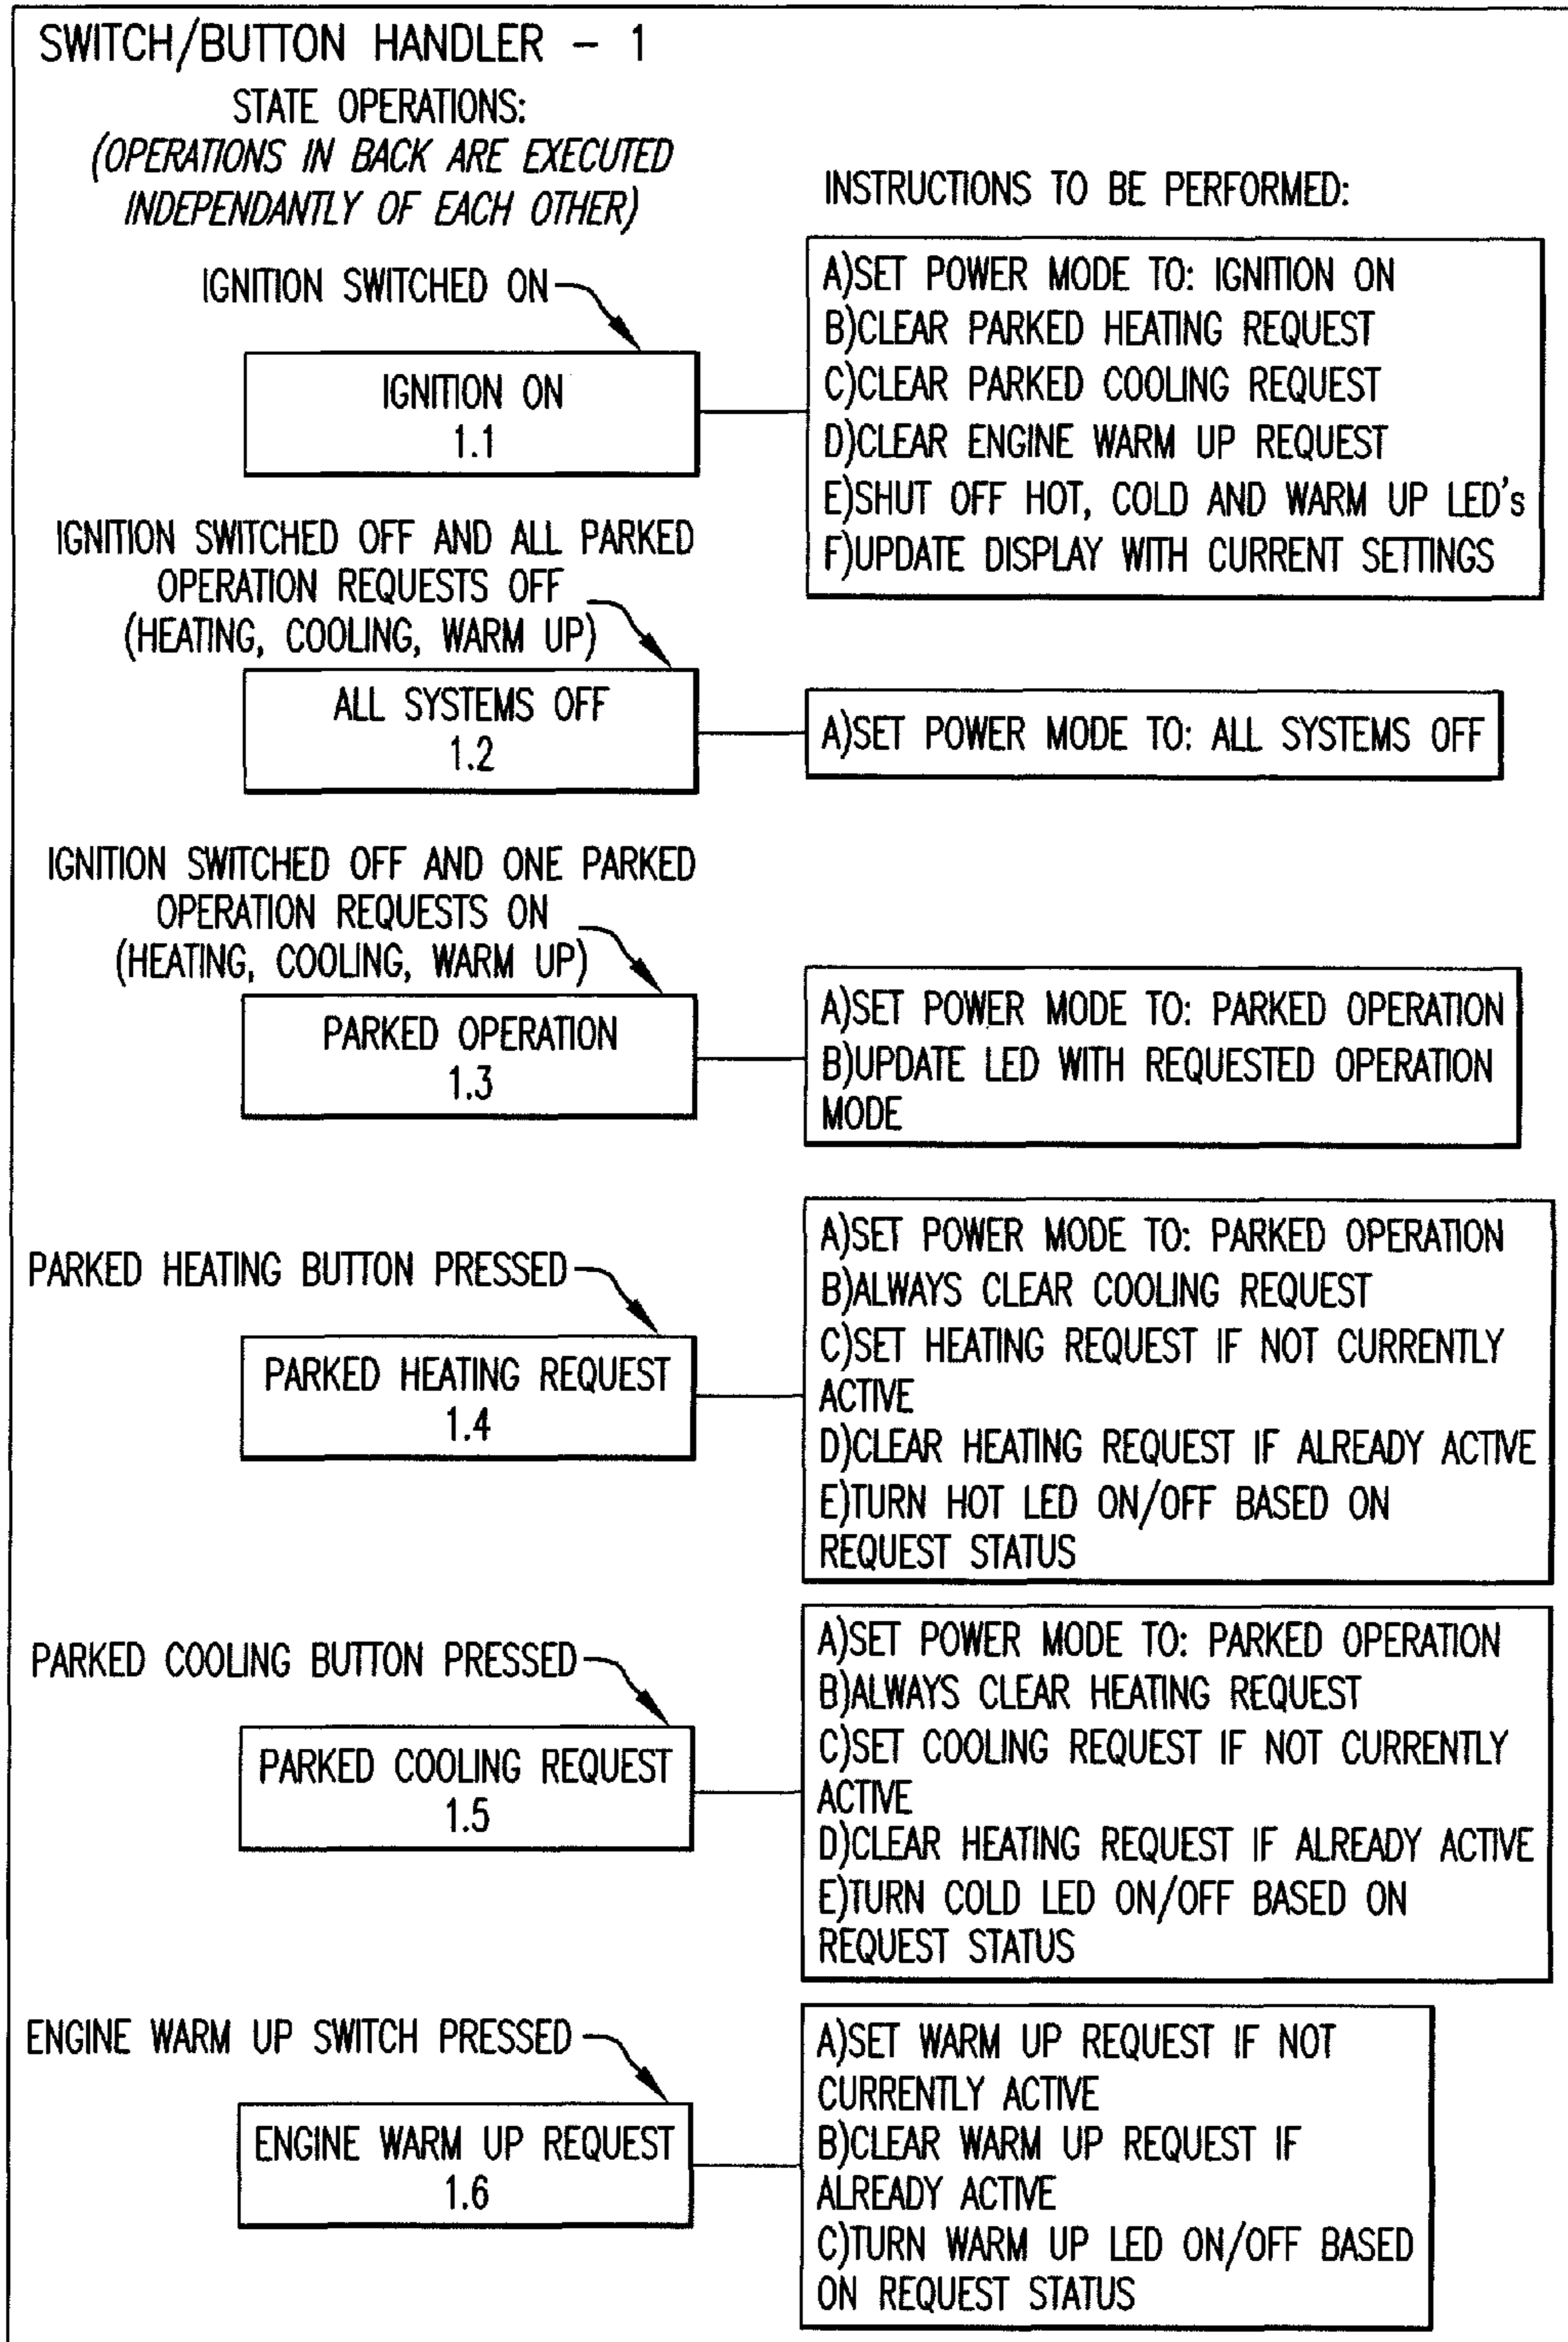 SWITCH/BUTTON HANDLER - 1
STATE OPERATIONS:
(OPERATIONS IN BACK ARE EXECUTED
INDEPENDANTLY OF EACH OTHER)
INSTRUCTIONS TO BE PERFORMED:
IGNITION SWITCHED ON
IGNITION ON
1.1
A)SET POWER MODE TO: IGNITION ON
B)CLEAR PARKED HEATING REQUEST
C)CLEAR PARKED COOLING REQUEST
D)CLEAR ENGINE WARM UP REQUEST
E)SHUT OFF HOT, COLD AND WARM UP LED's
F)UPDATE DISPLAY WITH CURRENT SETTINGS
IGNITION SWITCHED OFF AND ALL PARKED
OPERATION REQUESTS OFF
(HEATING, COOLING, WARM UP)
ALL SYSTEMS OFF
1.2
A)SET POWER MODE TO: ALL SYSTEMS OFF
IGNITION SWITCHED OFF AND ONE PARKED
OPERATION REQUESTS ON
(HEATING, COOLING, WARM UP)
PARKED OPERATION
1.3
A)SET POWER MODE TO: PARKED OPERATION
B)UPDATE LED WITH REQUESTED OPERATION
MODE
PARKED HEATING BUTTON PRESSED
PARKED HEATING REQUEST
1.4
A)SET POWER MODE TO: PARKED OPERATION
B)ALWAYS CLEAR COOLING REQUEST
C)SET HEATING REQUEST IF NOT CURRENTLY
ACTIVE
D)CLEAR HEATING REQUEST IF ALREADY ACTIVE
E)TURN HOT LED ON/OFF BASED ON
REQUEST STATUS
PARKED COOLING BUTTON PRESSED
PARKED COOLING REQUEST
1.5
A)SET POWER MODE TO: PARKED OPERATION
B)ALWAYS CLEAR HEATING REQUEST
C)SET COOLING REQUEST IF NOT CURRENTLY
ACTIVE
D)CLEAR HEATING REQUEST IF ALREADY ACTIVE
E)TURN COLD LED ON/OFF BASED ON
REQUEST STATUS
ENGINE WARM UP SWITCH PRESSED
ENGINE WARM UP REQUEST
1.6
A)SET WARM UP REQUEST IF NOT
CURRENTLY ACTIVE
B)CLEAR WARM UP REQUEST IF
ALREADY ACTIVE
C)TURN WARM UP LED ON/OFF BASED
ON REQUEST STATUS